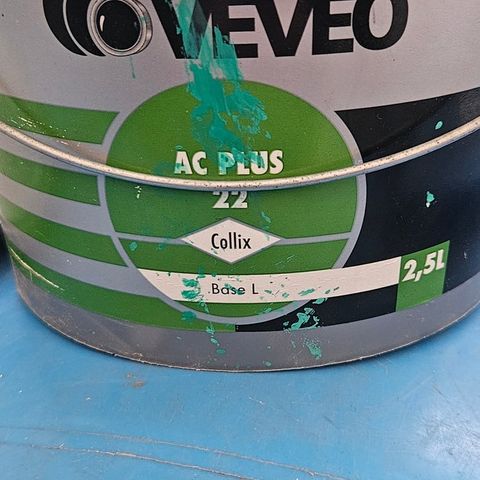 VEVEO
AC PLUS
22
Collix
Base L
2,5L